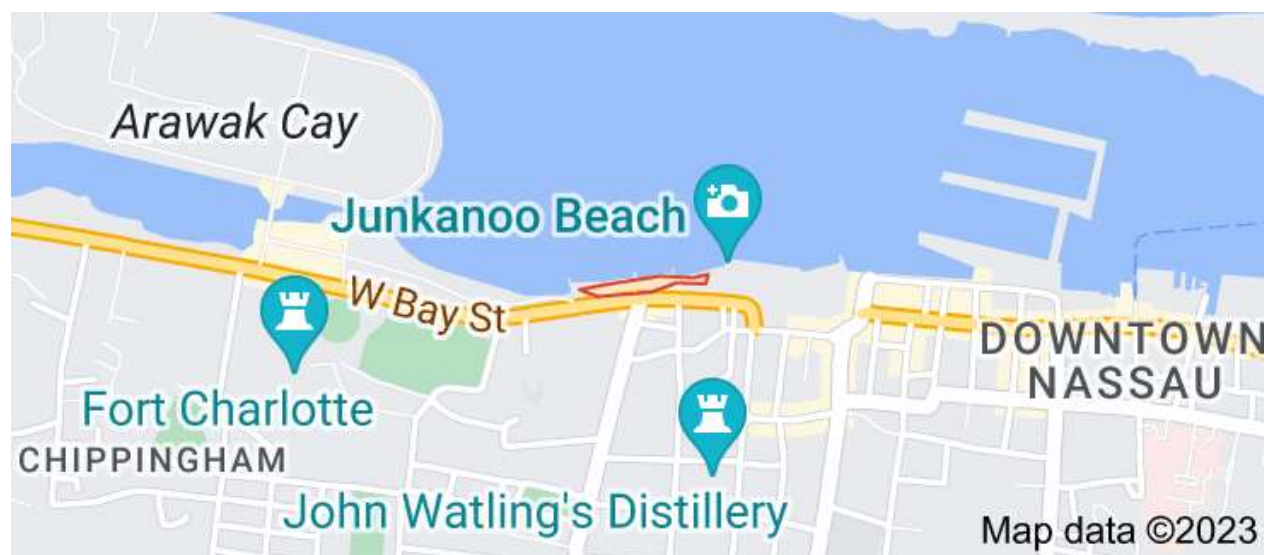 Arawak Cay
Junkanoo Beach
W Bay St
DOWNTOWN
NASSAU
Fort Charlotte
CHIPPINGHAM
John Watling's Distillery
Map data ©2023